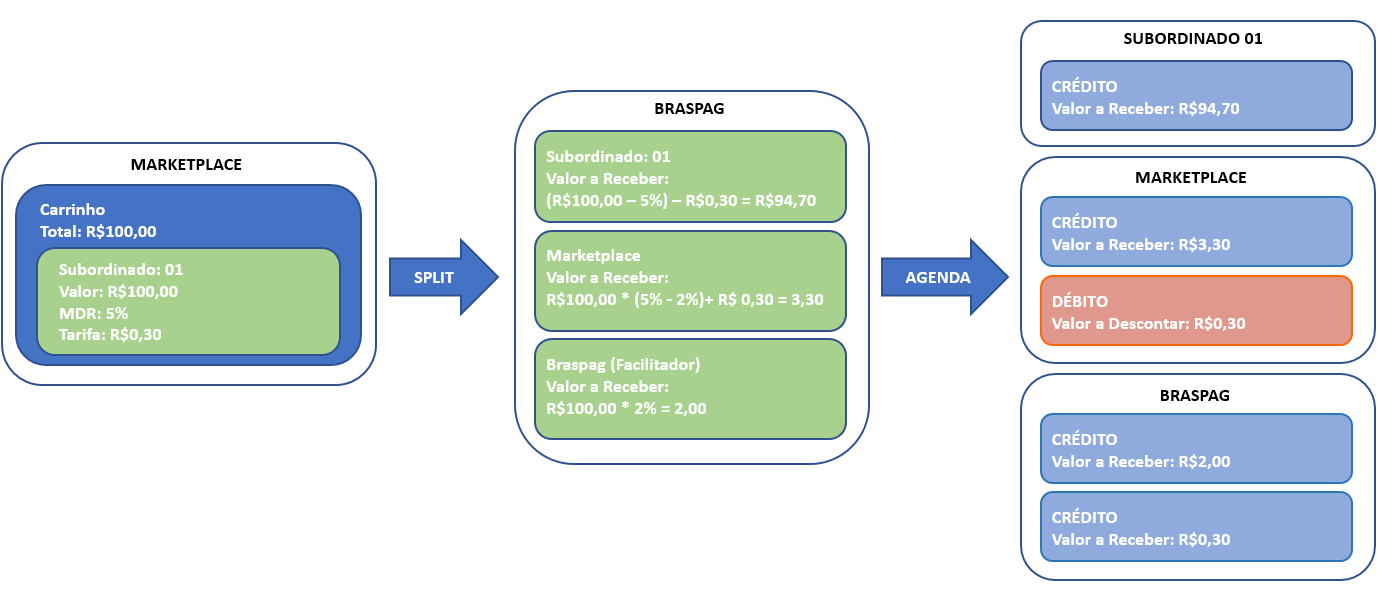 MARKETPLACE
Carrinho
Total: R$100,00
Subordinado: 01
Valor: R$100,00
MDR: 5%
Tarifa: R$0,30
SPLIT
BRASPAG
Subordinado: 01
Valor a Receber:
(R$100,00 – 5%) – R$0,30 = R$94,70
Marketplace
Valor a Receber:
R$100,00 * (5% - 2%)+ R$ 0,30 = 3,30
Braspag (Facilitador)
Valor a Receber:
R$100,00 * 2% = 2,00
AGENDA
SUBORDINADO 01
CRÉDITO
Valor a Receber: R$94,70
MARKETPLACE
CRÉDITO
Valor a Receber: R$3,30
DÉBITO
Valor a Descontar: R$0,30
BRASPAG
CRÉDITO
Valor a Receber: R$2,00
CRÉDITO
Valor a Receber: R$0,30